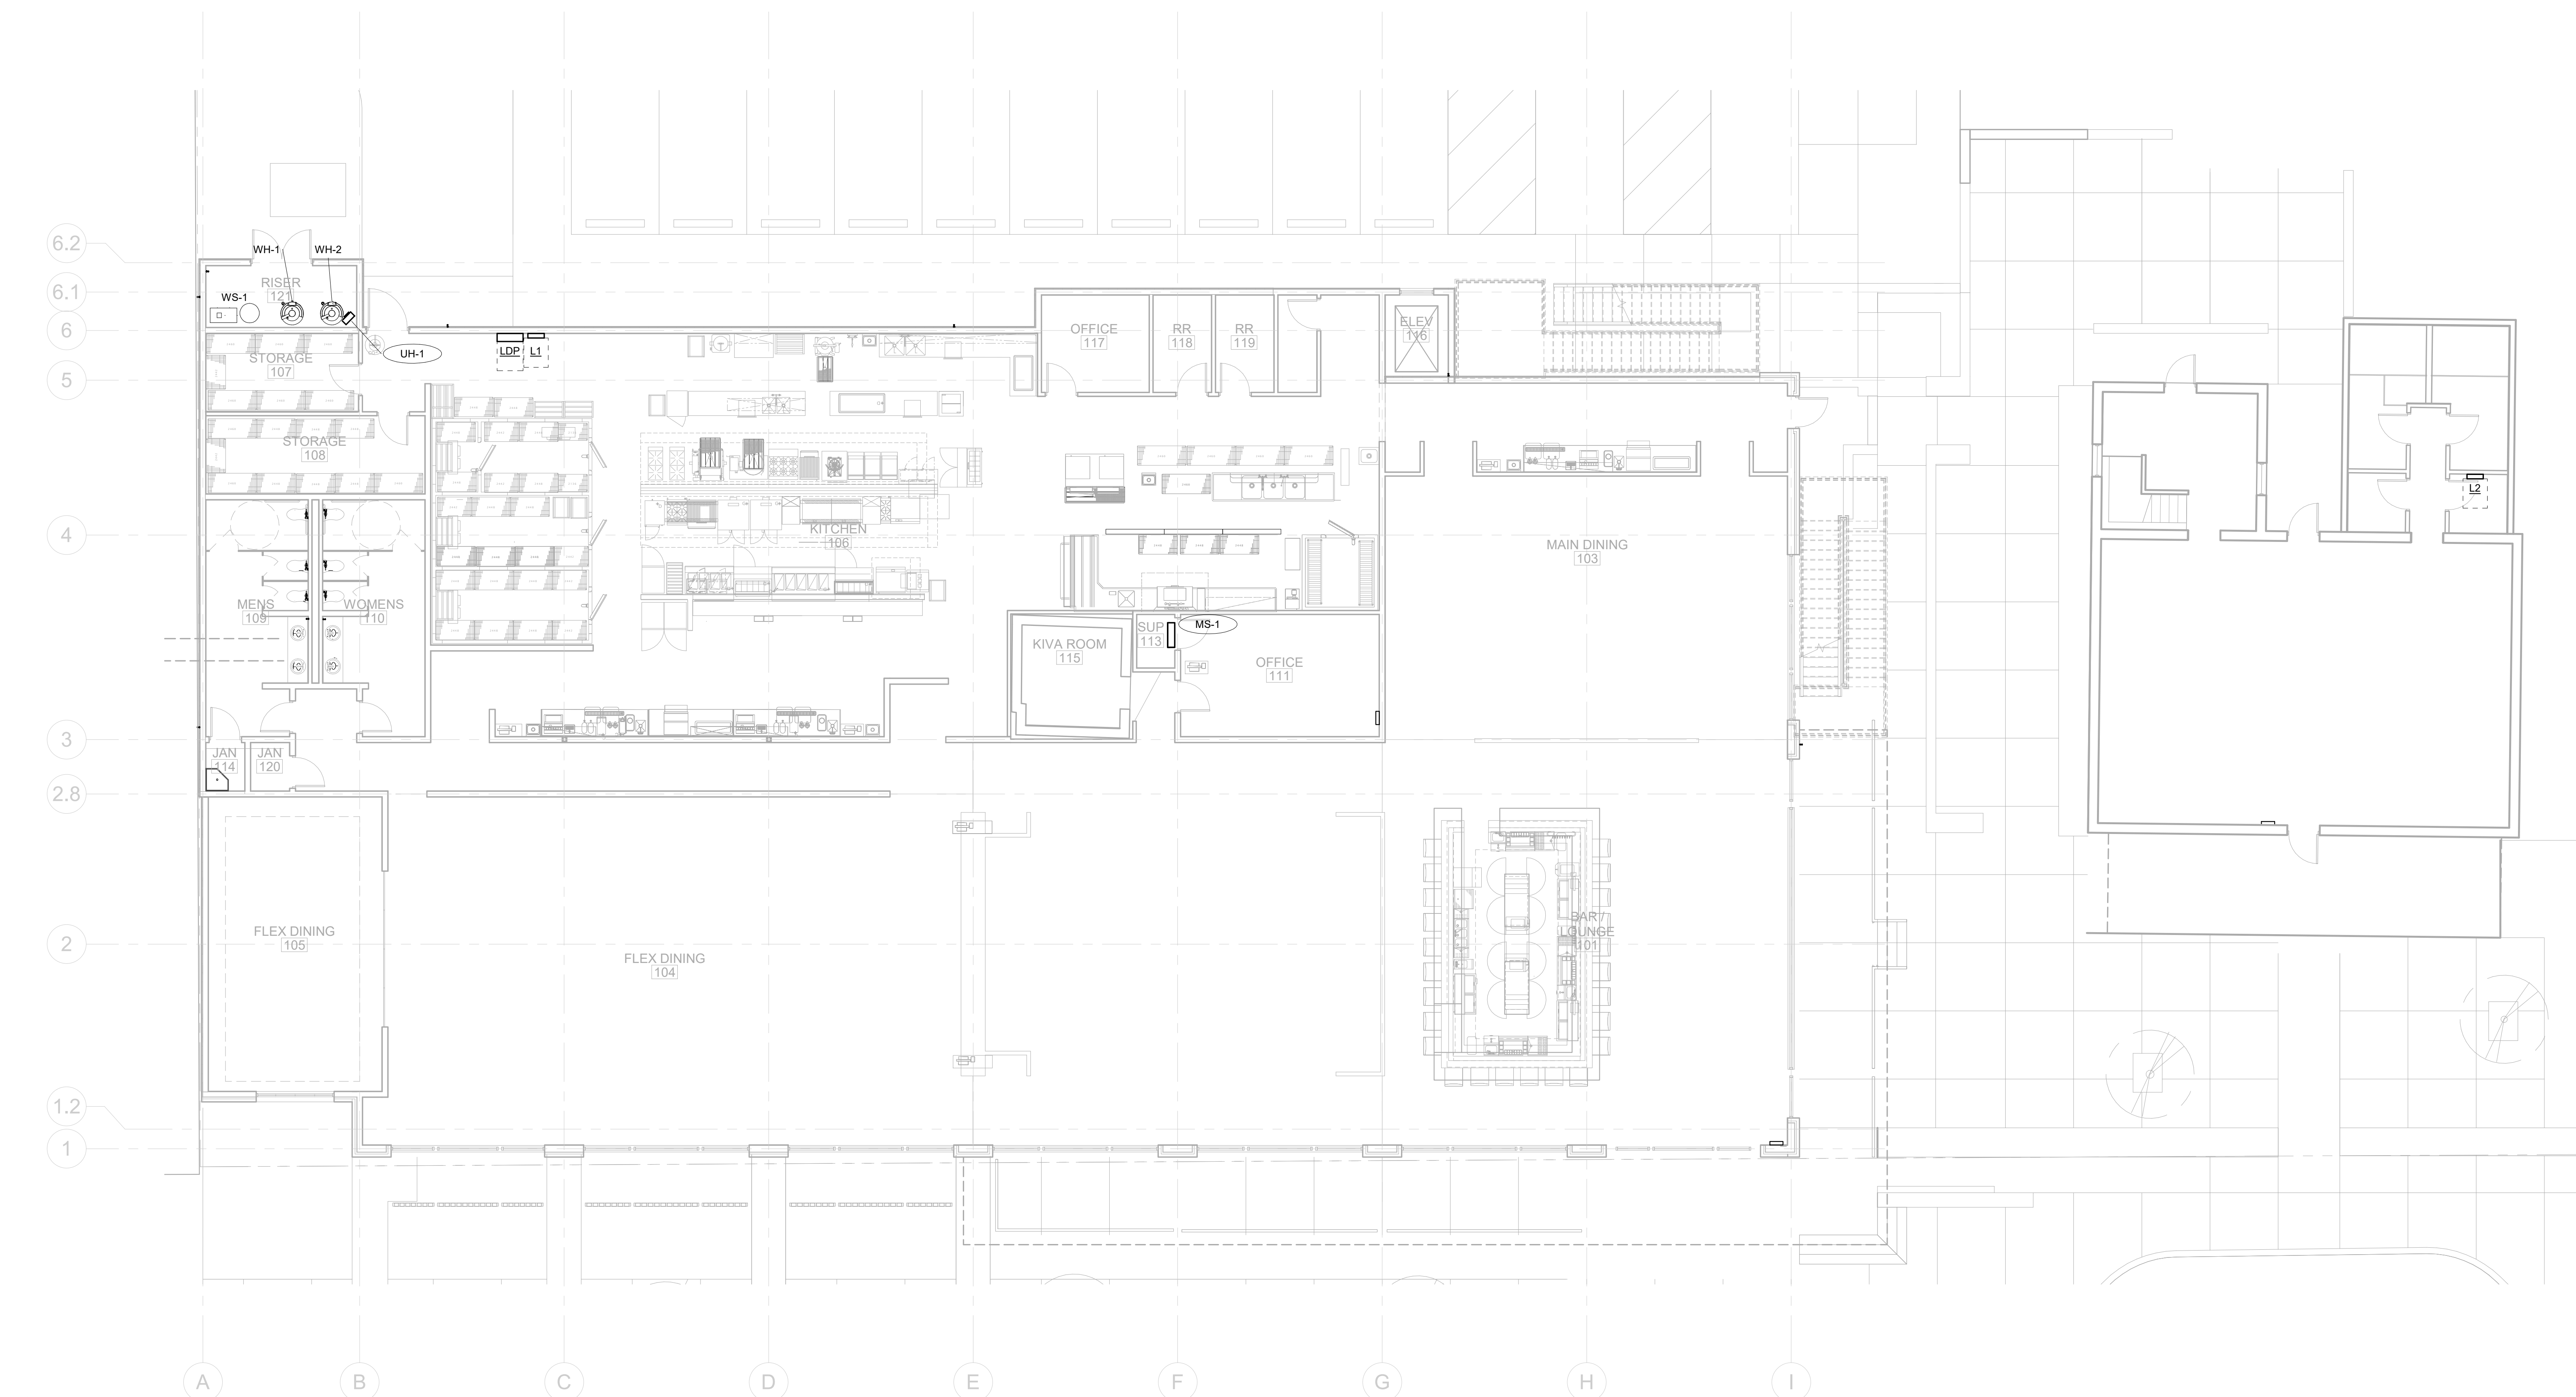 6.2
WH-1
WH-2
RISER
121
6.1
WS-1
6
OFFICE
117
RR
118
RR
119
ELEV
116
LDP
L1
UH-1
STORAGE
107
5
STORAGE
108
L2
4
KITCHEN
106
MAIN DINING
103
MENS
109
WOMENS
110
SUP
113
MS-1
KIVA ROOM
115
OFFICE
111
3
JAN
114
JAN
120
2.8
BAR /
LOUNGE
101
FLEX DINING
105
2
FLEX DINING
104
1.2
1
A
B
C
D
E
F
G
H
I